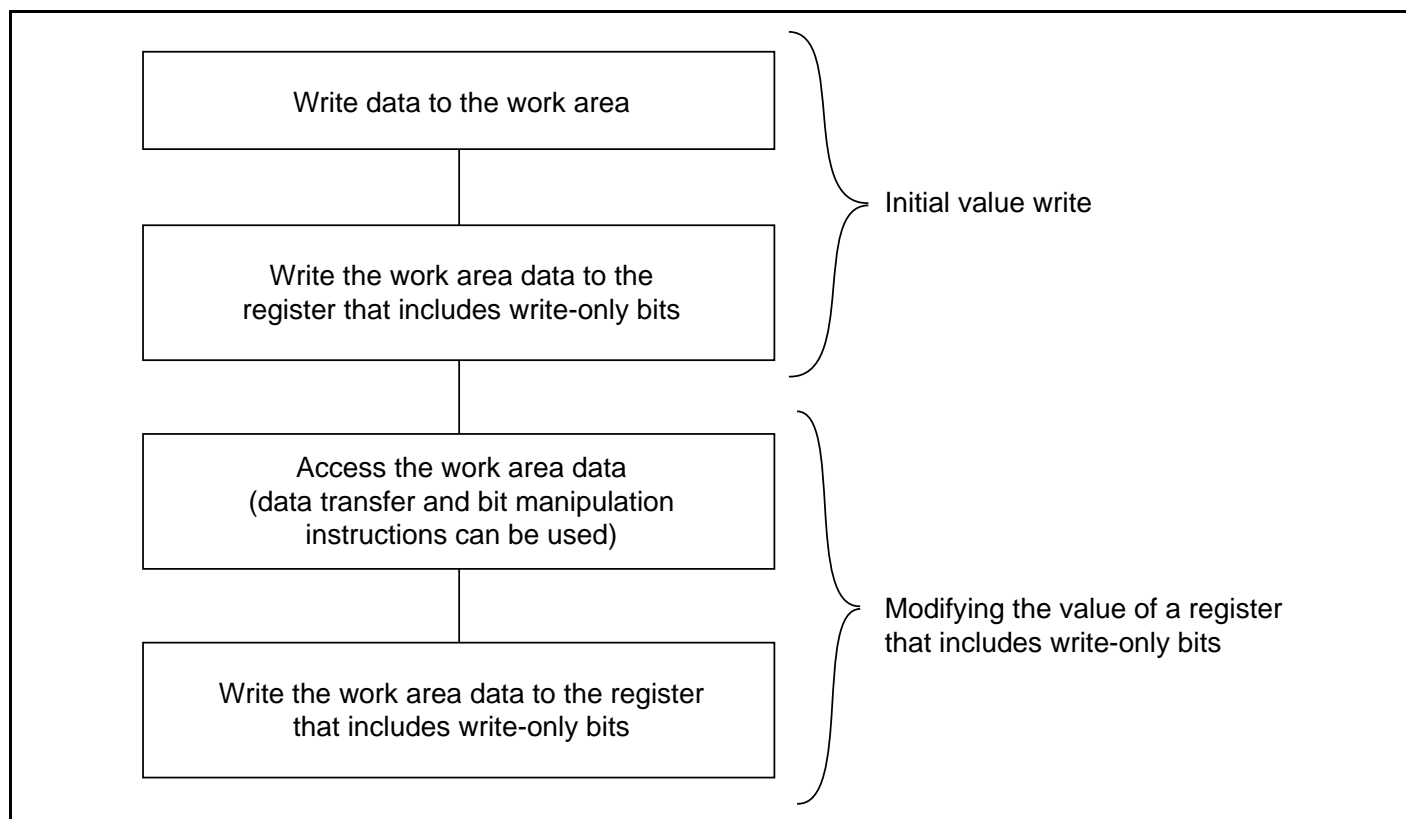 Write data to the work area
Initial value write
Write the work area data to the
register that includes write-only bits
Access the work area data
(data transfer and bit manipulation
instructions can be used)
Modifying the value of a register
that includes write-only bits
Write the work area data to the register
that includes write-only bits